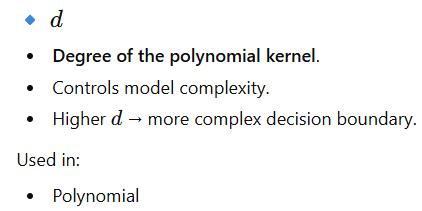 🔹 d
• Degree of the polynomial kernel.
• Controls model complexity.
• Higher d → more complex decision boundary.
Used in:
• Polynomial